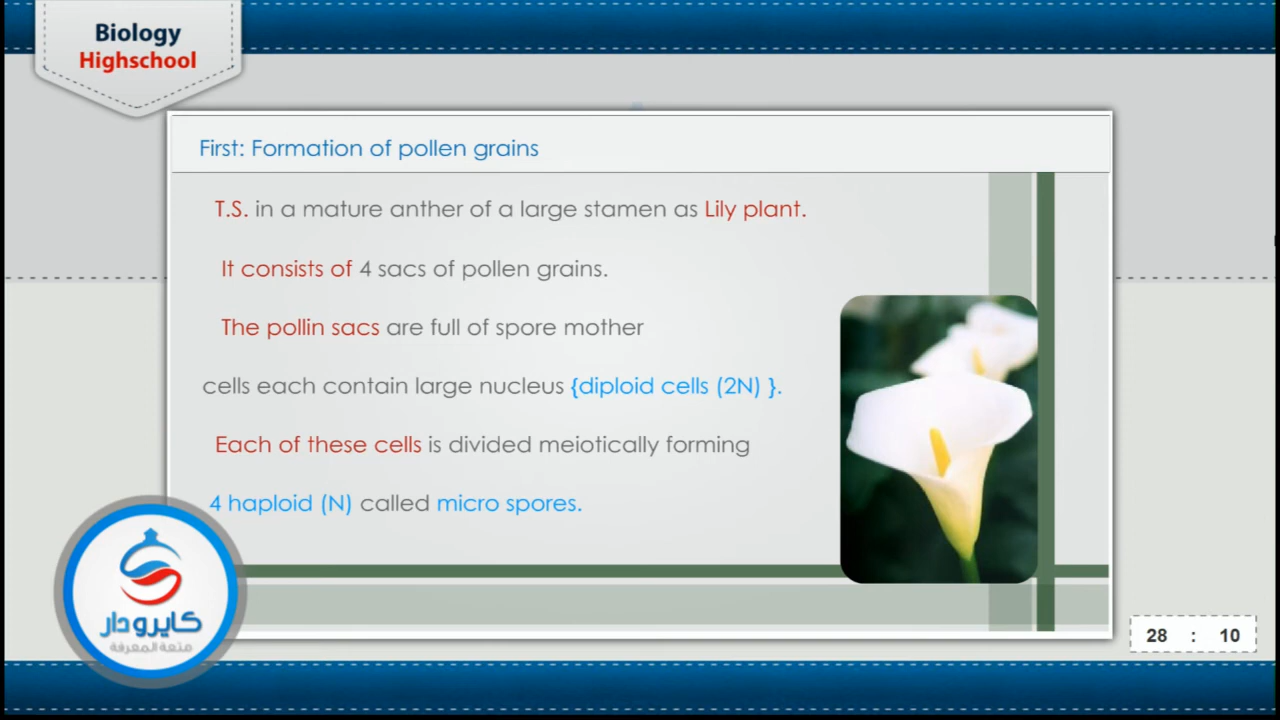 Biology
Highschool
First: Formation of pollen grains
T.S. in a mature anther of a large stamen as Lily plant.
It consists of 4 sacs of pollen grains.
The pollin sacs are full of spore mother
cells each contain large nucleus {diploid cells (2N) }.
Each of these cells is divided meiotically forming
4 haploid (N) called micro spores.
كايرودار
متعة المعرفة
28 : 10